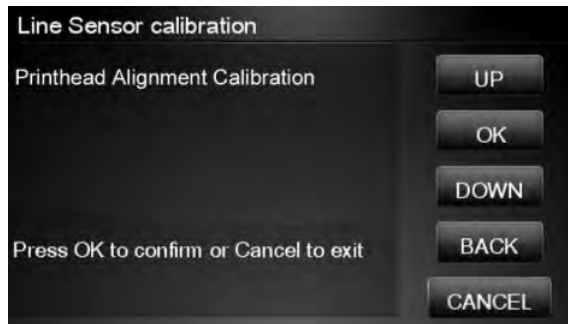 Line Sensor calibration
Printhead Alignment Calibration
UP
OK
DOWN
Press OK to confirm or Cancel to exit
BACK
CANCEL